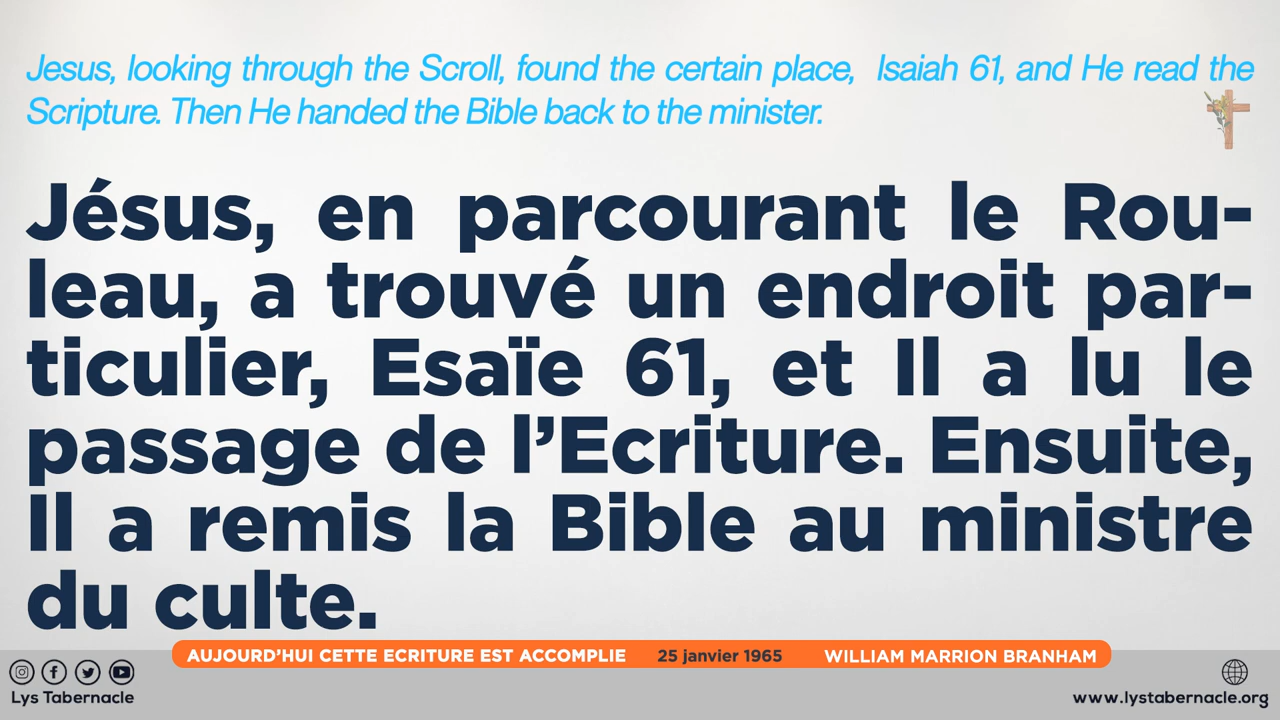 Jesus, looking through the Scroll, found the certain place, Isaiah 61, and He read the
Scripture. Then He handed the Bible back to the minister.
Jésus, en parcourant le Rou-
leau, a trouvé un endroit par-
ticulier, Esaïe 61, et Il a lu le
passage de l’Ecriture. Ensuite,
Il a remis la Bible au ministre
du culte.
AUJOURD’HUI CETTE ECRITURE EST ACCOMPLIE 25 janvier 1965 WILLIAM MARRION BRANHAM
Lys Tabernacle
www.lystabernacle.org